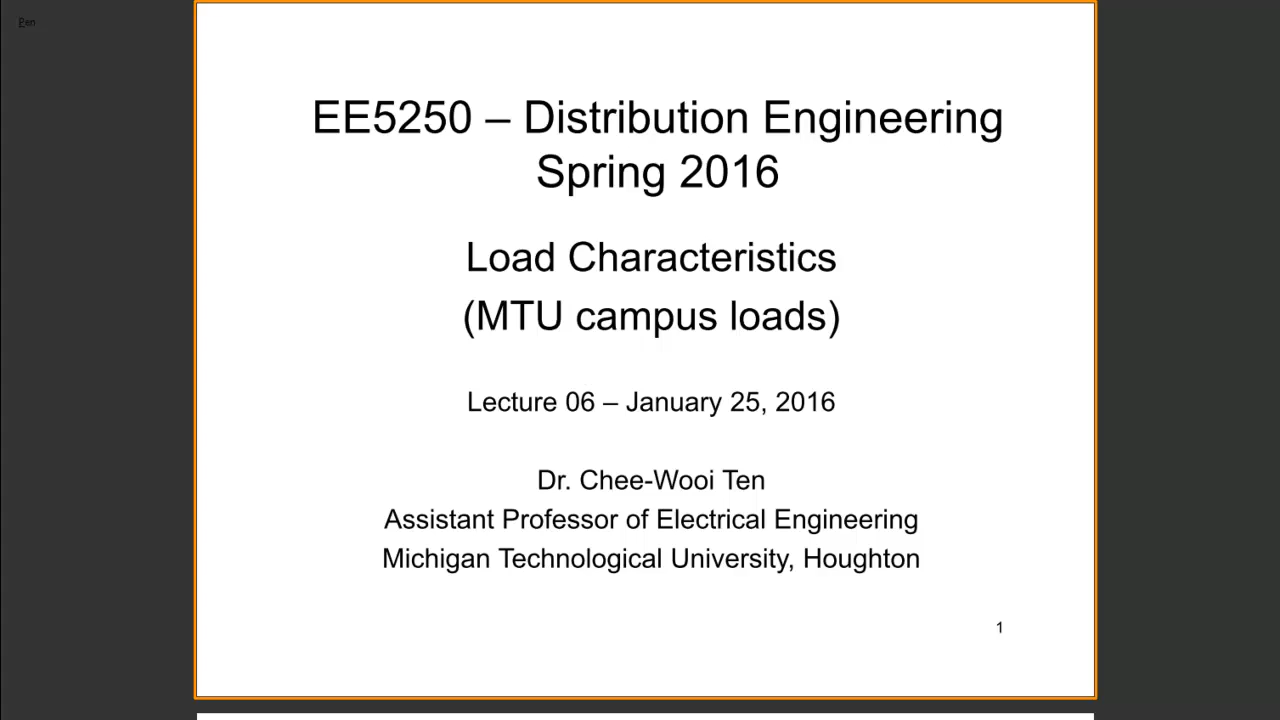 Pen
EE5250 – Distribution Engineering
Spring 2016
Load Characteristics
(MTU campus loads)
Lecture 06 – January 25, 2016
Dr. Chee-Wooi Ten
Assistant Professor of Electrical Engineering
Michigan Technological University, Houghton
1